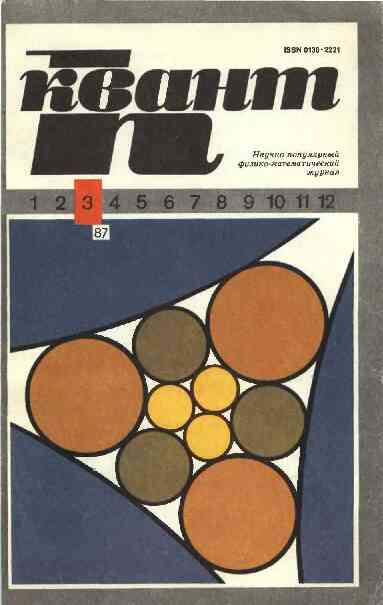 ISSN 0130-2221
квант
Научно популярный
физико-математический
журнал
1 2 3 4 5 6 7 8 9 10 11 12
87